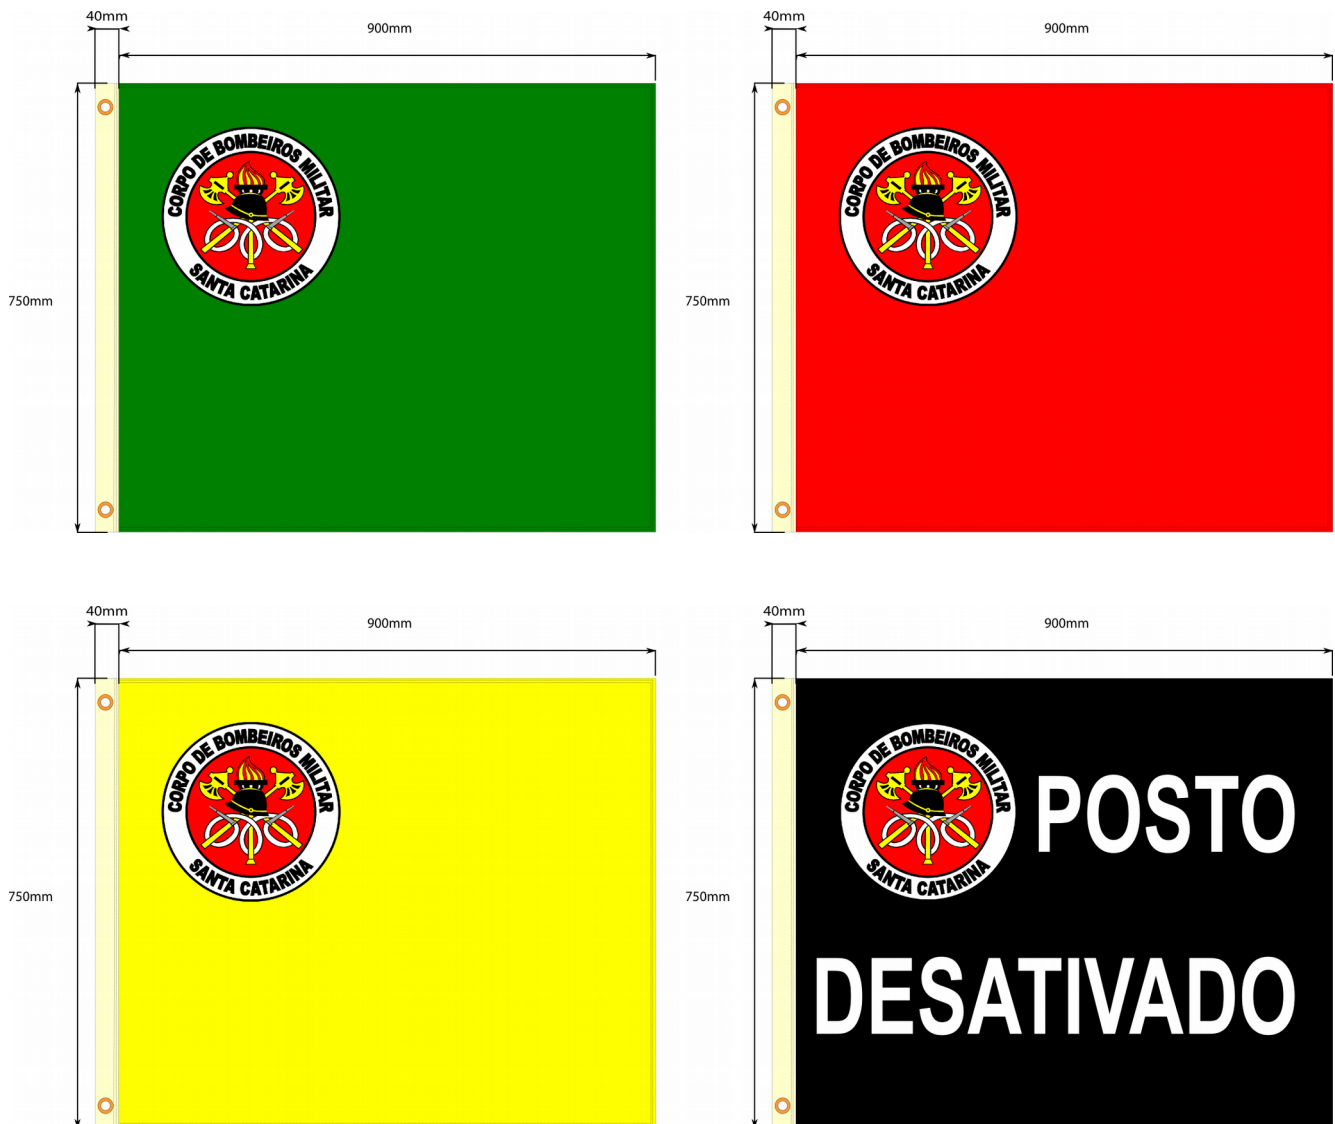 40mm
900mm
750mm
CORPO DE BOMBEIROS MILITAR
SANTA CATARINA
40mm
900mm
750mm
CORPO DE BOMBEIROS MILITAR
SANTA CATARINA
40mm
900mm
750mm
CORPO DE BOMBEIROS MILITAR
SANTA CATARINA
40mm
900mm
750mm
CORPO DE BOMBEIROS MILITAR
SANTA CATARINA
POSTO
DESATIVADO